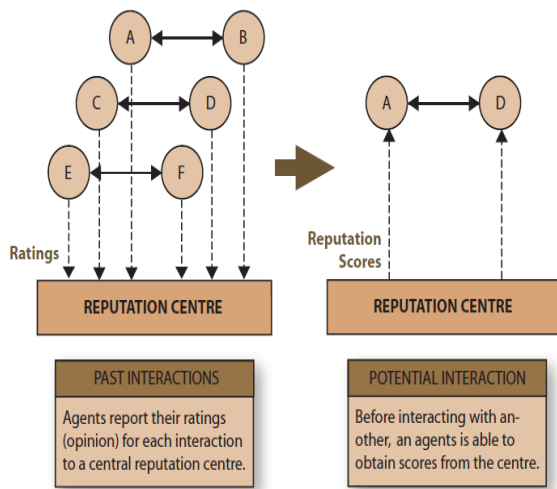 A
B
C
D
A
D
E
F
Ratings
Reputation
Scores
REPUTATION CENTRE
REPUTATION CENTRE
PAST INTERACTIONS
Agents report their ratings
(opinion) for each interaction
to a central reputation centre.
POTENTIAL INTERACTION
Before interacting with an-
other, an agents is able to
obtain scores from the centre.